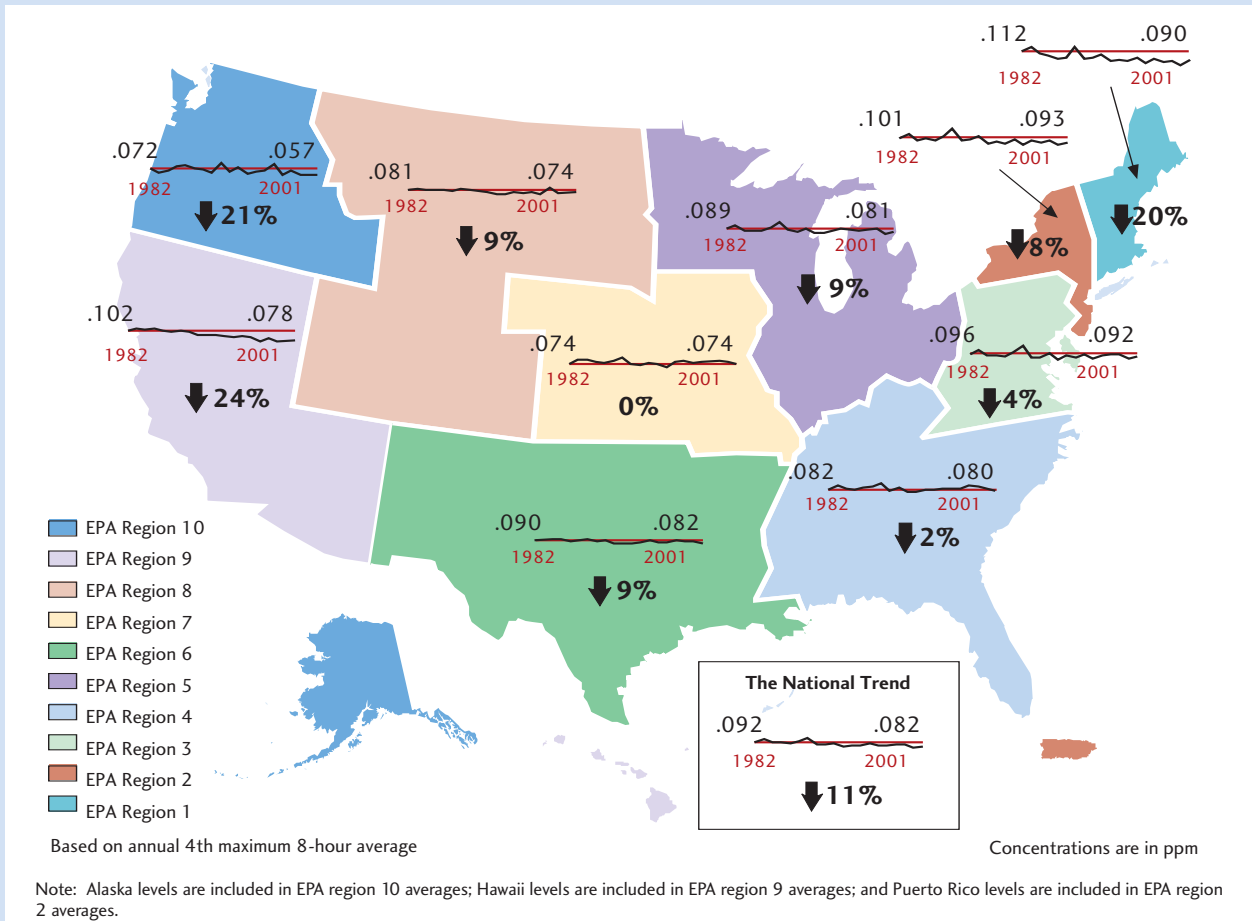 .112 .090
1982 2001
.101 .093
1982 2001
.072 .057
1982 2001
21%
.081 .074
1982 2001
9%
.089 .081
1982 2001
9%
8%
20%
.102 .078
1982 2001
24%
.074 .074
1982 2001
0%
.096 .092
1982 2001
4%
.082 .080
1982 2001
2%
.090 .082
1982 2001
9%
EPA Region 10
EPA Region 9
EPA Region 8
EPA Region 7
EPA Region 6
EPA Region 5
EPA Region 4
EPA Region 3
EPA Region 2
EPA Region 1
The National Trend
.092 .082
1982 2001
11%
Based on annual 4th maximum 8-hour average
Concentrations are in ppm
Note: Alaska levels are included in EPA region 10 averages; Hawaii levels are included in EPA region 9 averages; and Puerto Rico levels are included in EPA region
2 averages.